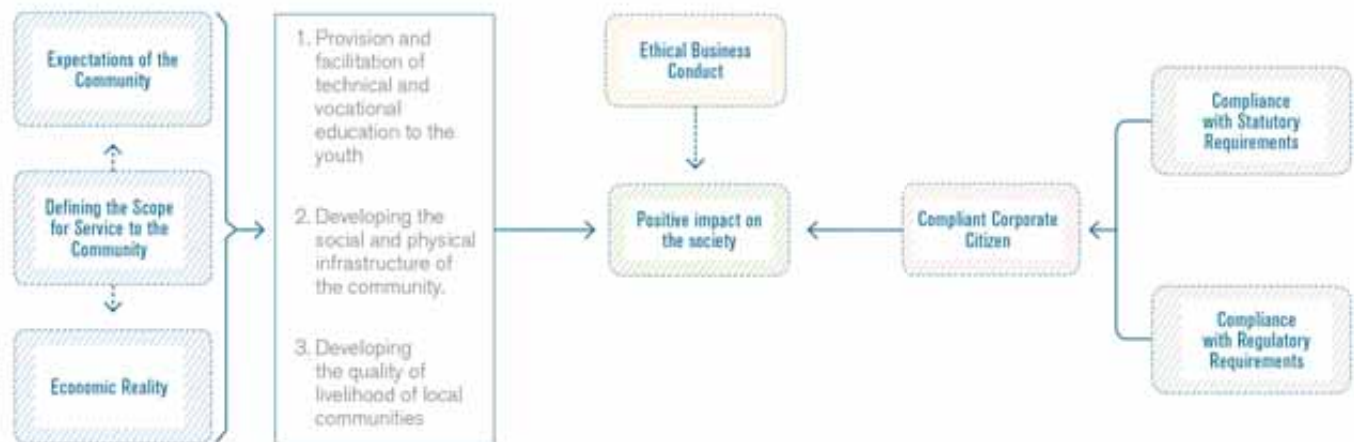 Expectations of the
Community
Defining the Scope
for Service to the
Community
Economic Reality
1. Provision and
facilitation of
technical and
vocational
education to the
youth
2. Developing the
social and physical
infrastructure of
the community.
3. Developing
the quality of
livelihood of local
communities
Ethical Business
Conduct
Positive impact on
the society
Compliant Corporate
Citizen
Compliance
with Statutory
Requirements
Compliance
with Regulatory
Requirements